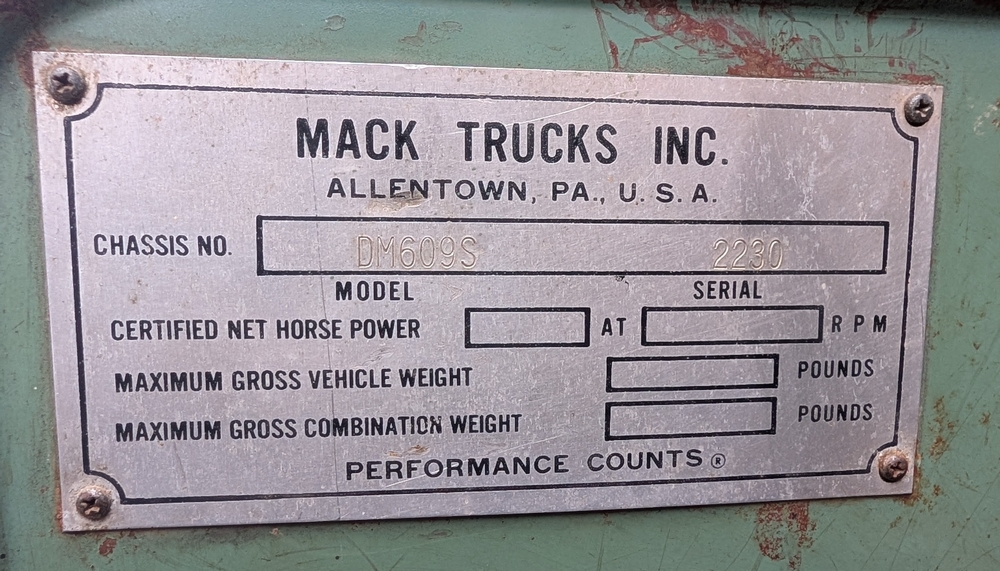 MACK TRUCKS INC.
ALLENTOWN, PA., U.S.A.
CHASSIS NO. DM609S 2230
MODEL SERIAL
CERTIFIED NET HORSE POWER AT RPM
MAXIMUM GROSS VEHICLE WEIGHT POUNDS
MAXIMUM GROSS COMBINATION WEIGHT POUNDS
PERFORMANCE COUNTS®